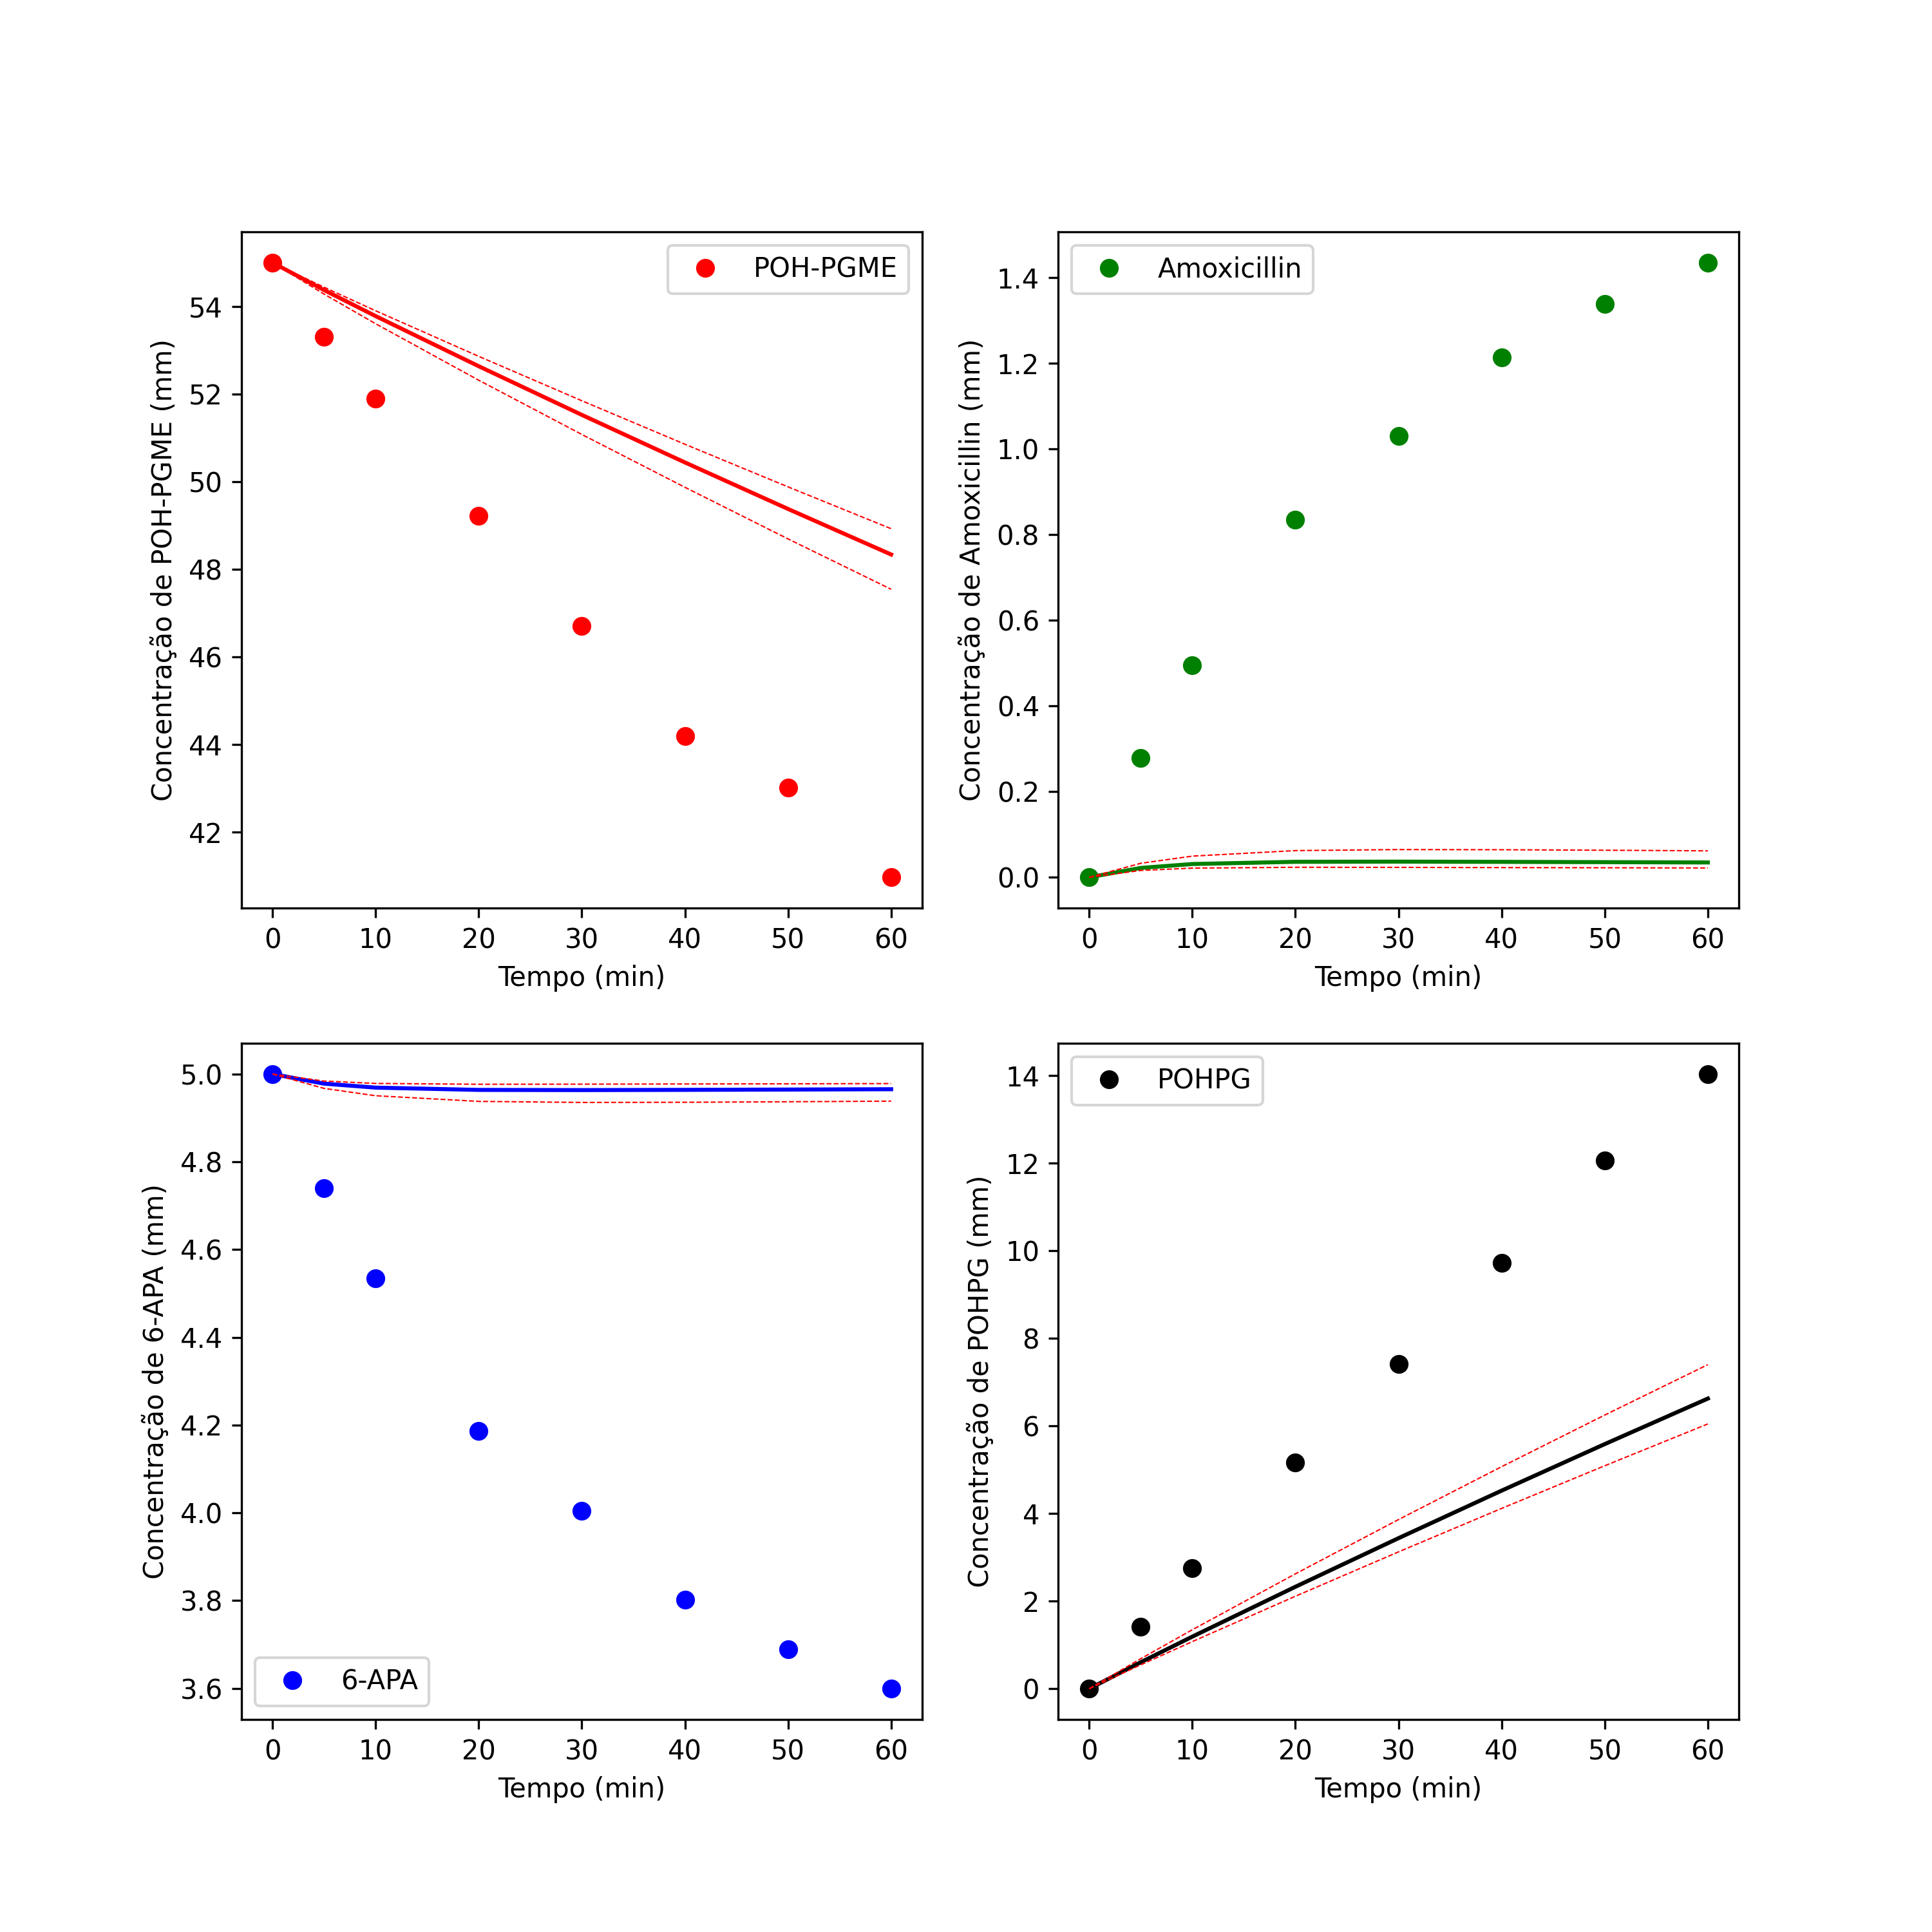 POH-PGME
Concentração de POH-PGME (mm)
54
52
50
48
46
44
42
0 10 20 30 40 50 60
Tempo (min)
Amoxicillin
Concentração de Amoxicillin (mm)
1.4
1.2
1.0
0.8
0.6
0.4
0.2
0.0
0 10 20 30 40 50 60
Tempo (min)
6-APA
Concentração de 6-APA (mm)
5.0
4.8
4.6
4.4
4.2
4.0
3.8
3.6
0 10 20 30 40 50 60
Tempo (min)
POHPG
Concentração de POHPG (mm)
14
12
10
8
6
4
2
0
0 10 20 30 40 50 60
Tempo (min)